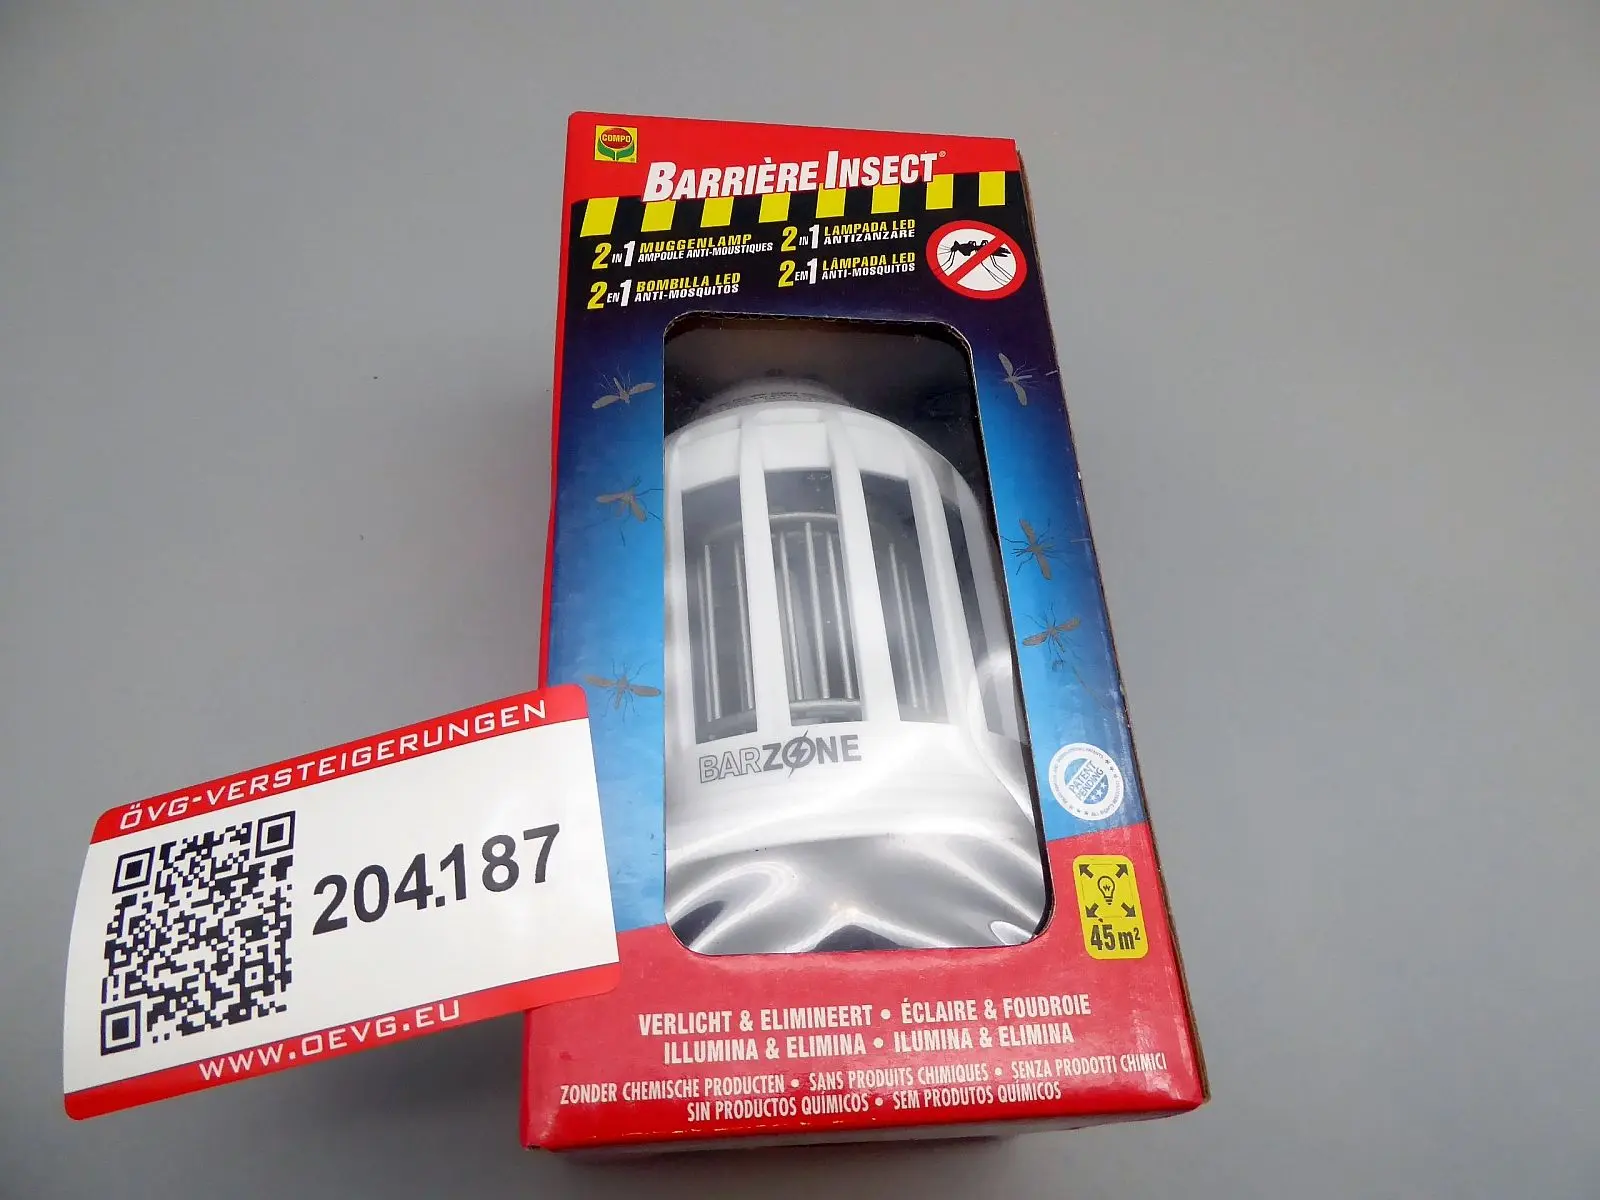 COMPO
BARRIÈRE INSECT®
2 IN 1 MUGGENLAMP
AMPOULE ANTI-MOUSTIQUES
2 IN 1 LAMPADA LED
ANTIZANZARE
2 EN 1 BOMBILLA LED
ANTI-MOSQUITOS
2 EM 1 LÂMPADA LED
ANTI-MOSQUITOS
BARZONE
PATENT
PENDING
45 m²
VERLICHT & ELIMINEERT • ÉCLAIRE & FOUDROIE
ILLUMINA & ELIMINA • ILUMINA & ELIMINA
ZONDER CHEMISCHE PRODUCTEN • SANS PRODUITS CHIMIQUES • SENZA PRODOTTI CHIMICI
SIN PRODUCTOS QUÍMICOS • SEM PRODUTOS QUÍMICOS
ÖVG-VERSTEIGERUNGEN
204.187
WWW.OEVG.EU